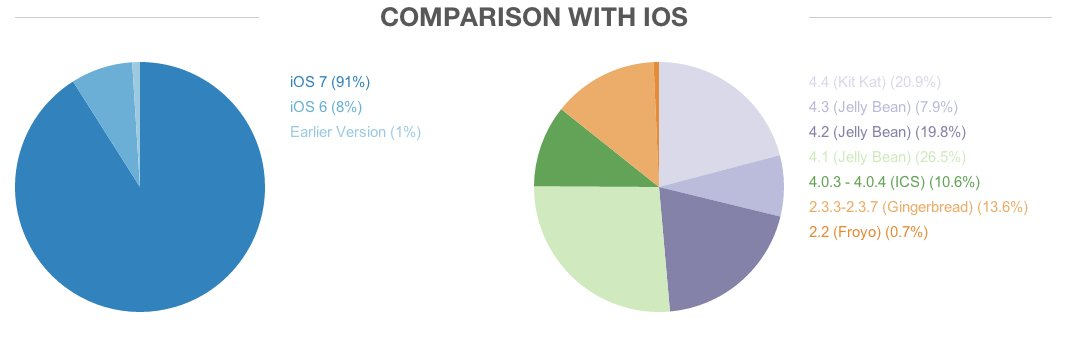 COMPARISON WITH IOS
iOS 7 (91%)
iOS 6 (8%)
Earlier Version (1%)
4.4 (Kit Kat) (20.9%)
4.3 (Jelly Bean) (7.9%)
4.2 (Jelly Bean) (19.8%)
4.1 (Jelly Bean) (26.5%)
4.0.3 - 4.0.4 (ICS) (10.6%)
2.3.3-2.3.7 (Gingerbread) (13.6%)
2.2 (Froyo) (0.7%)